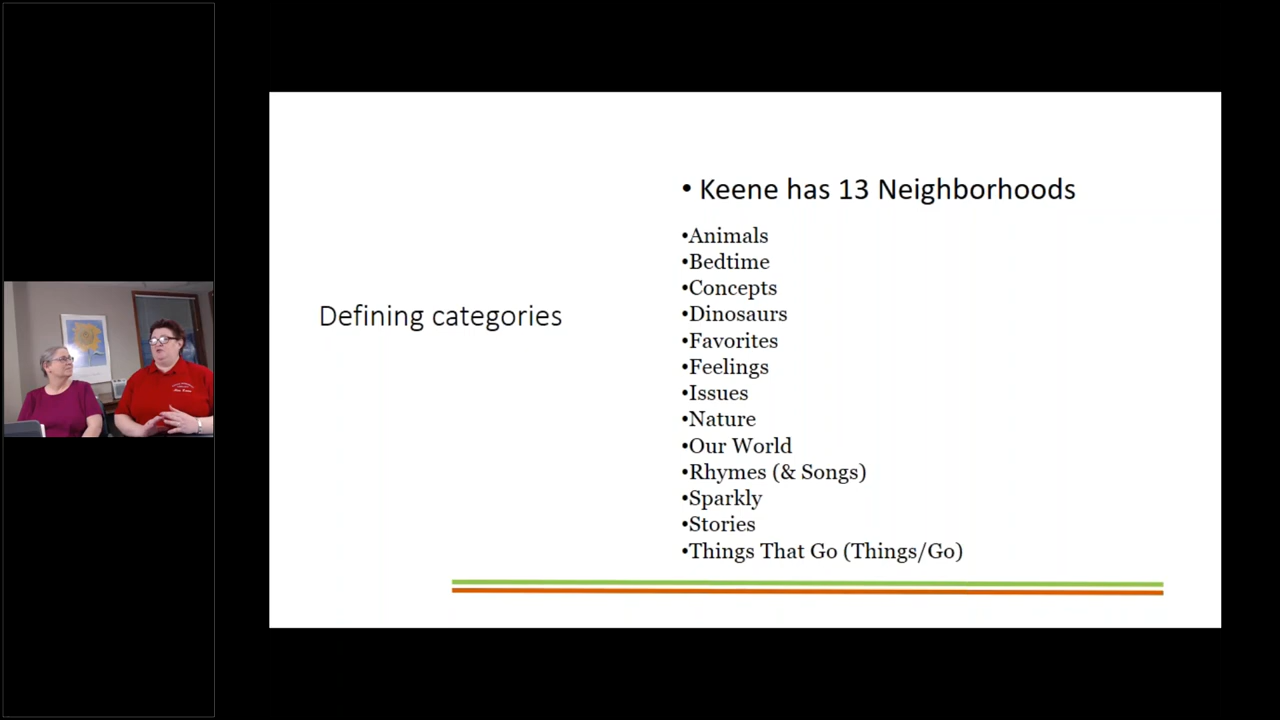 Defining categories
• Keene has 13 Neighborhoods
•Animals
•Bedtime
•Concepts
•Dinosaurs
•Favorites
•Feelings
•Issues
•Nature
•Our World
•Rhymes (& Songs)
•Sparkly
•Stories
•Things That Go (Things/Go)